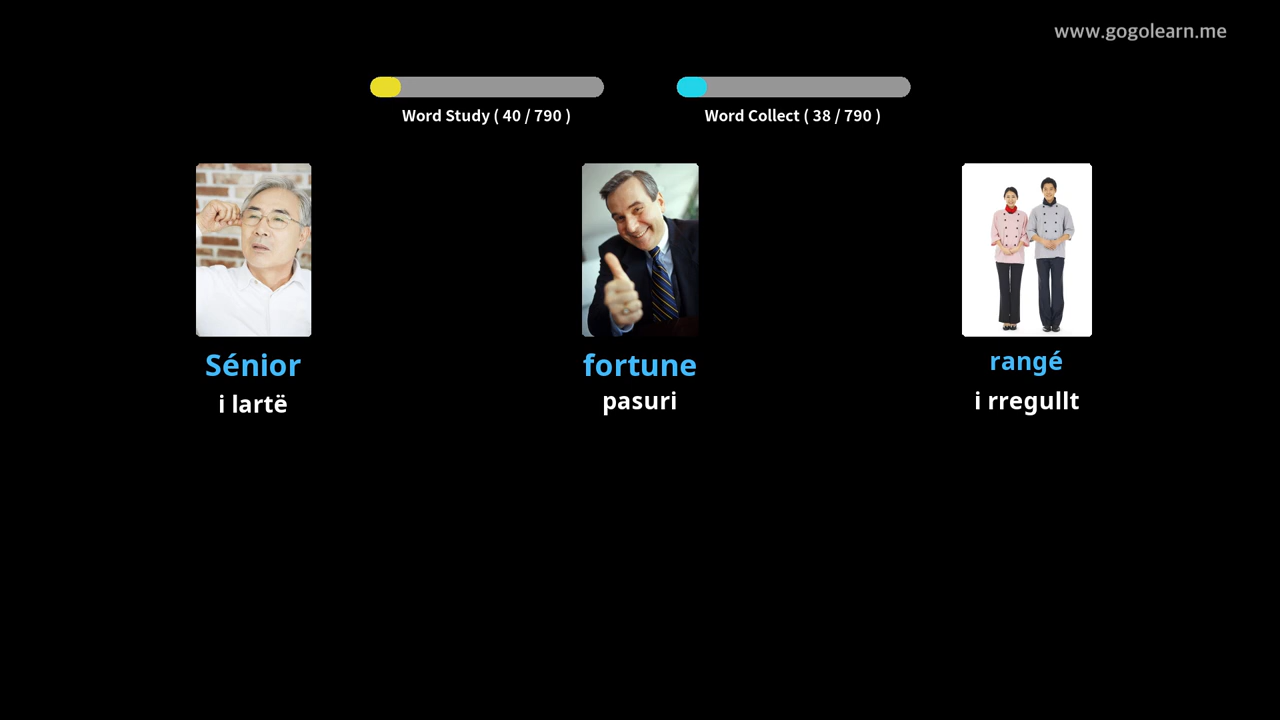 www.gogolearn.me
Word Study ( 40 / 790 )
Word Collect ( 38 / 790 )
Sénior
i lartë
fortune
pasuri
rangé
i rregullt